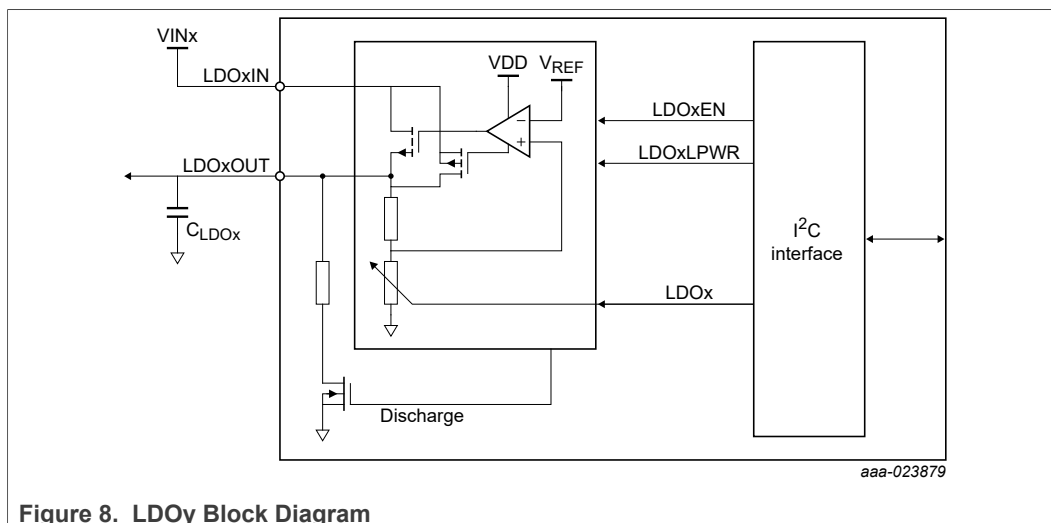 VINx
LDOxIN
VDD
VREF
LDOxEN
LDOxLPWR
LDOxOUT
CLDOx
I2C
interface
LDOx
Discharge
aaa-023879
Figure 8. LDOy Block Diagram